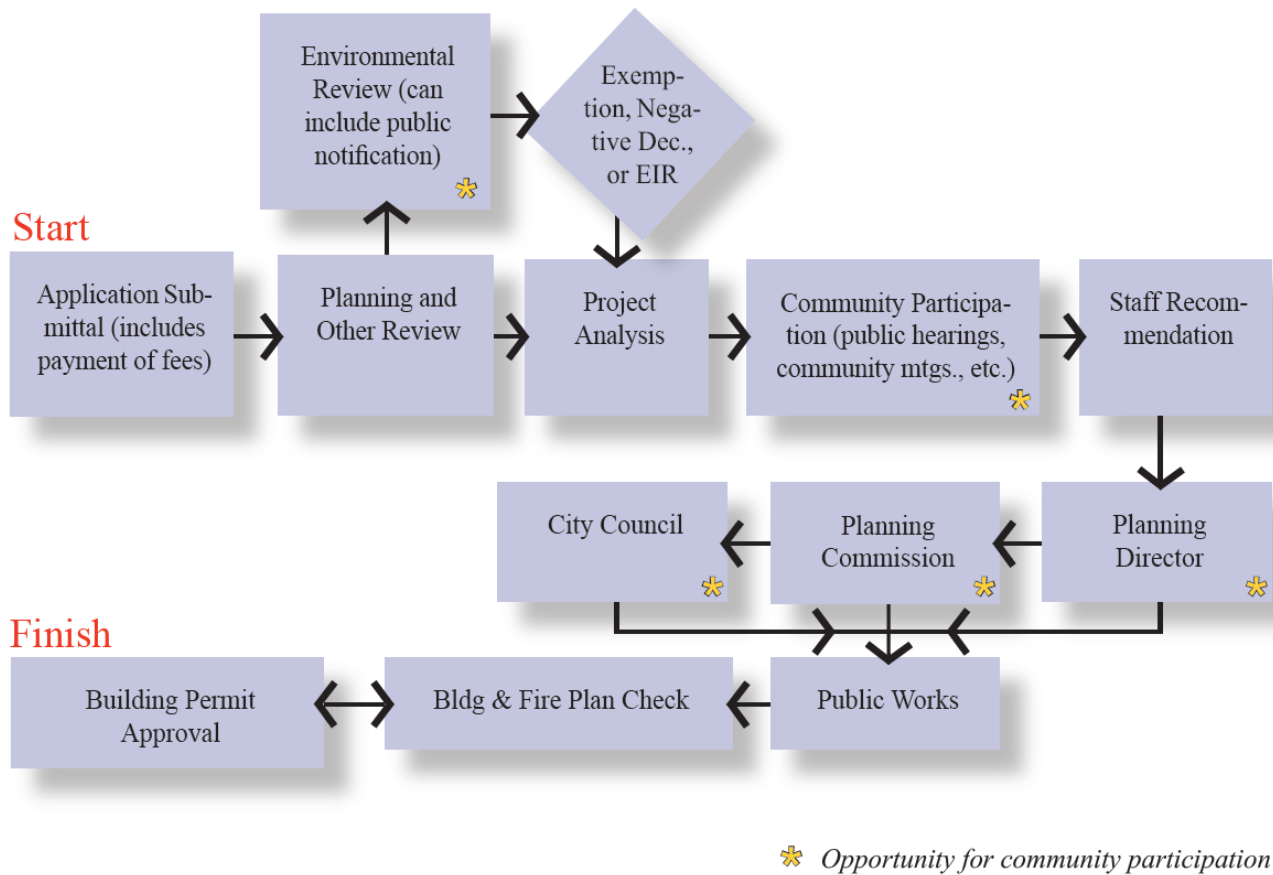 Environmental
Review (can
include public
notification)
Exemp-
tion, Nega-
tive Dec.,
or EIR
Start
Application Sub-
mittal (includes
payment of fees)
Planning and
Other Review
Project
Analysis
Community Participa-
tion (public hearings,
community mtgs., etc.)
Staff Recom-
mendation
City Council
Planning
Commission
Planning
Director
Finish
Building Permit
Approval
Bldg & Fire Plan Check
Public Works
Opportunity for community participation